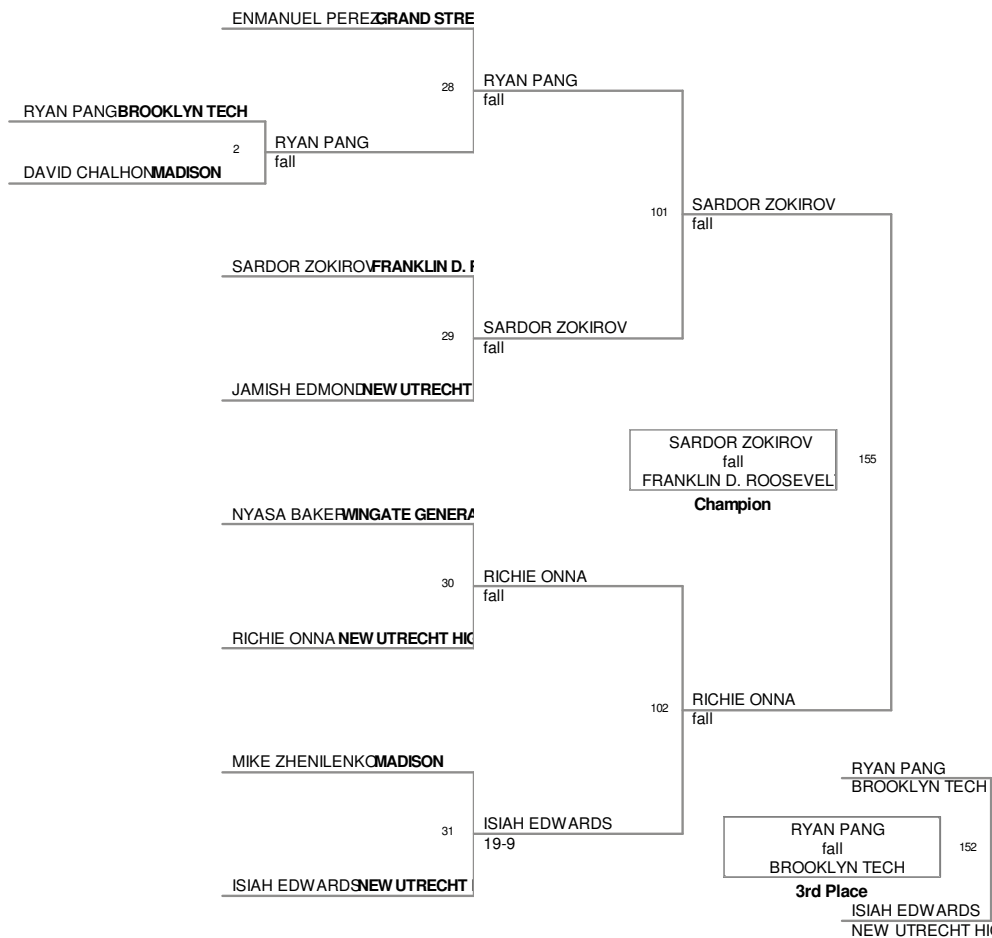 ENMANUEL PEREZ GRAND STRE
28
RYAN PANG
fall
RYAN PANG BROOKLYN TECH
2
RYAN PANG
fall
DAVID CHALHON MADISON
101
SARDOR ZOKIROV
fall
SARDOR ZOKIROV FRANKLIN D.
29
SARDOR ZOKIROV
fall
JAMISH EDMOND NEW UTRECHT
SARDOR ZOKIROV
fall
FRANKLIN D. ROOSEVEL
155
Champion
NYASA BAKER WINGATE GENERA
30
RICHIE ONNA
fall
RICHIE ONNA NEW UTRECHT HIG
102
RICHIE ONNA
fall
MIKE ZHENILENKO MADISON
31
ISIAH EDWARDS
19-9
ISIAH EDWARDS NEW UTRECHT
RYAN PANG
BROOKLYN TECH
RYAN PANG
fall
BROOKLYN TECH
152
3rd Place
ISIAH EDWARDS
NEW UTRECHT HIG